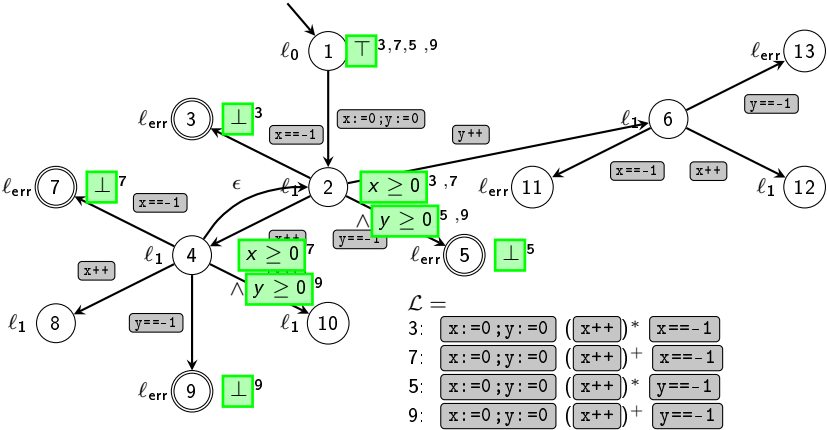 ℓ₀ 1 ⊤ 3,7,5 ,9
ℓerr 13
ℓerr 3 ⊥ 3
x:=0;y:=0
x==-1
y++
ℓ₁ 6
y==-1
ℓerr 7 ⊥ 7
x==-1
ϵ
ℓ₁ 2 x ≥ 0 3 ,7
∧ y ≥ 0 5 ,9
ℓerr 11
x==-1
x++
ℓ₁ 12
x++
y==-1
ℓ₁ 4 x ≥ 0 7
∧ y ≥ 0 9
ℓerr 5 ⊥ 5
x++
ℓ₁ 8
y==-1
ℓ₁ 10
ℓerr 9 ⊥ 9
ℒ =
3: x:=0;y:=0 (x++)* x==-1
7: x:=0;y:=0 (x++)+ x==-1
5: x:=0;y:=0 (x++)* y==-1
9: x:=0;y:=0 (x++)+ y==-1